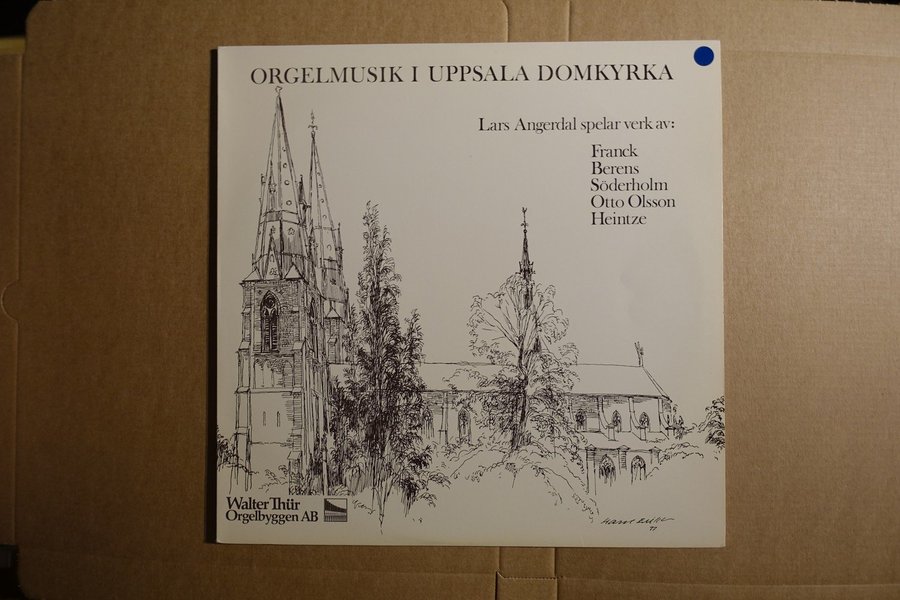 ORGELMUSIK I UPPSALA DOMKYRKA
Lars Angerdal spelar verk av:
Franck
Berens
Söderholm
Otto Olsson
Heintze
Walter Thür
Orgelbyggen AB